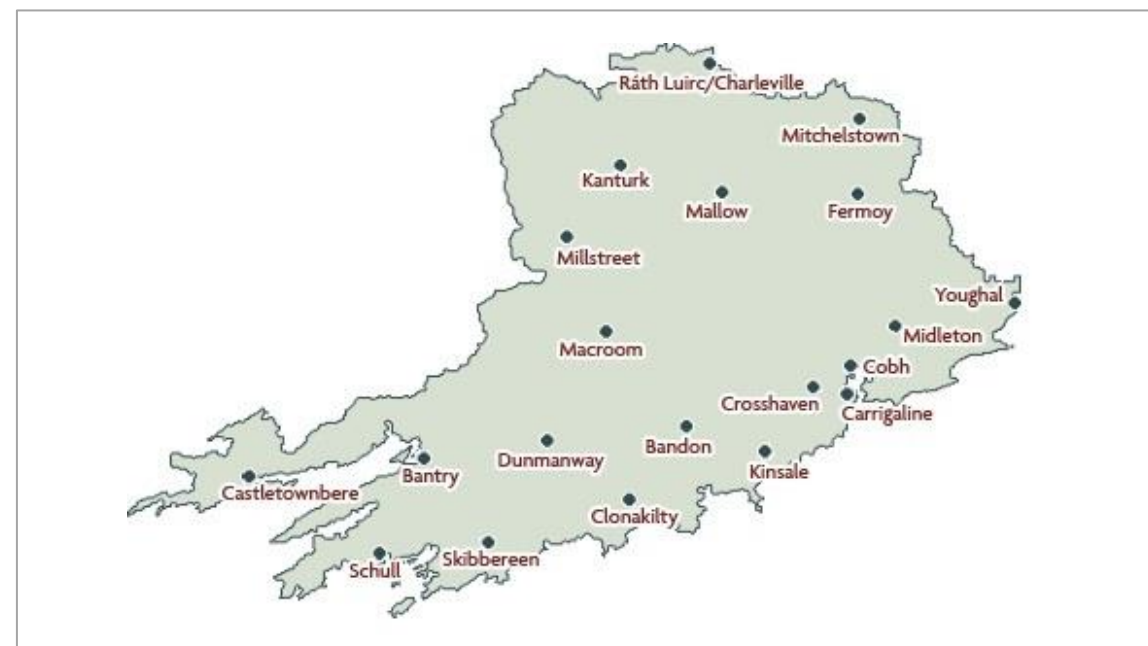 Ráth Luirc/Charleville
Mitchelstown
Kanturk
Mallow
Fermoy
Millstreet
Youghal
Midleton
Macroom
Cobh
Crosshaven
Carrigaline
Bandon
Dunmanway
Kinsale
Bantry
Castletownbere
Clonakilty
Skibbereen
Schull